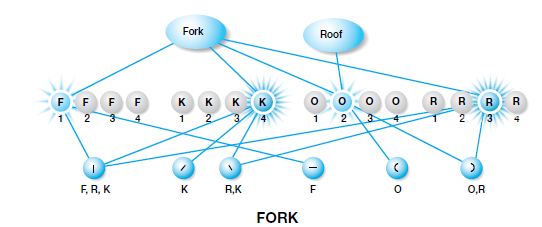 Fork Roof
F F F F K K K K O O O O R R R R
1 2 3 4 1 2 3 4 1 2 3 4 1 2 3 4
F, R, K K R,K F O O,R
FORK